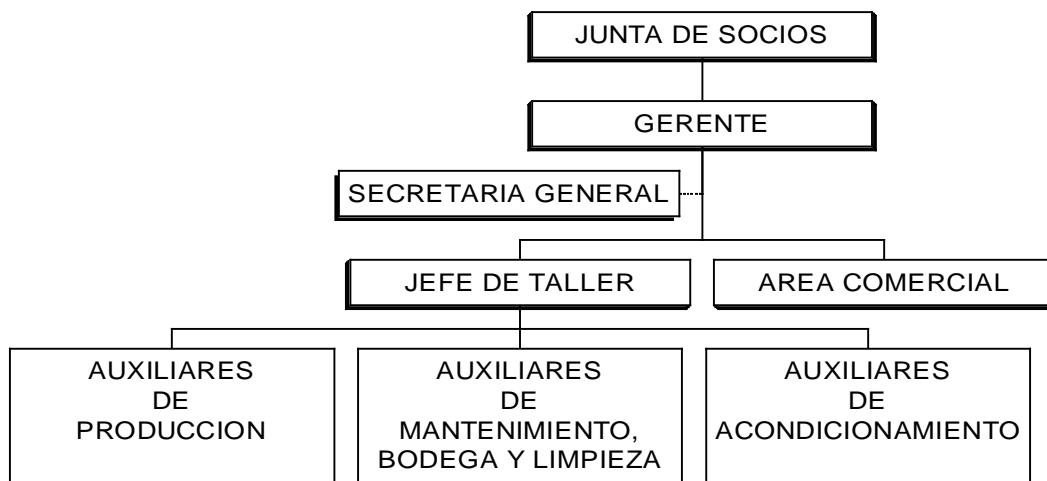 JUNTA DE SOCIOS
GERENTE
SECRETARIA GENERAL
JEFE DE TALLER
AREA COMERCIAL
AUXILIARES
DE
PRODUCCION
AUXILIARES
DE
MANTENIMIENTO,
BODEGA Y LIMPIEZA
AUXILIARES
DE
ACONDICIONAMIENTO